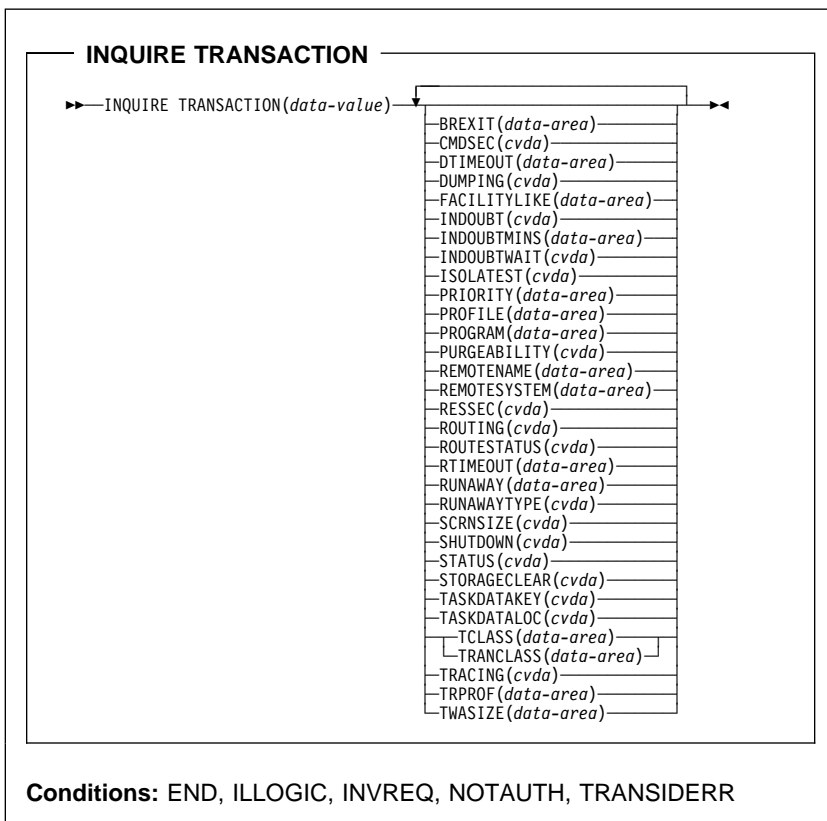 INQUIRE TRANSACTION
INQUIRE TRANSACTION(data-value)
BREXIT(data-area)
CMDSEC(cvda)
DTIMEOUT(data-area)
DUMPING(cvda)
FACILITYLIKE(data-area)
INDOUBT(cvda)
INDOUBTMINS(data-area)
INDOUBTWAIT(cvda)
ISOLATEST(cvda)
PRIORITY(data-area)
PROFILE(data-area)
PROGRAM(data-area)
PURGEABILITY(cvda)
REMOTENAME(data-area)
REMOTESYSTEM(data-area)
RESSEC(cvda)
ROUTING(cvda)
ROUTESTATUS(cvda)
RTIMEOUT(data-area)
RUNAWAY(data-area)
RUNAWAYTYPE(cvda)
SCRNSIZE(cvda)
SHUTDOWN(cvda)
STATUS(cvda)
STORAGECLEAR(cvda)
TASKDATAKEY(cvda)
TASKDATALOC(cvda)
TCLASS(data-area)
TRANCLASS(data-area)
TRACING(cvda)
TRPROF(data-area)
TWASIZE(data-area)
Conditions: END, ILLOGIC, INVREQ, NOTAUTH, TRANSIDERR